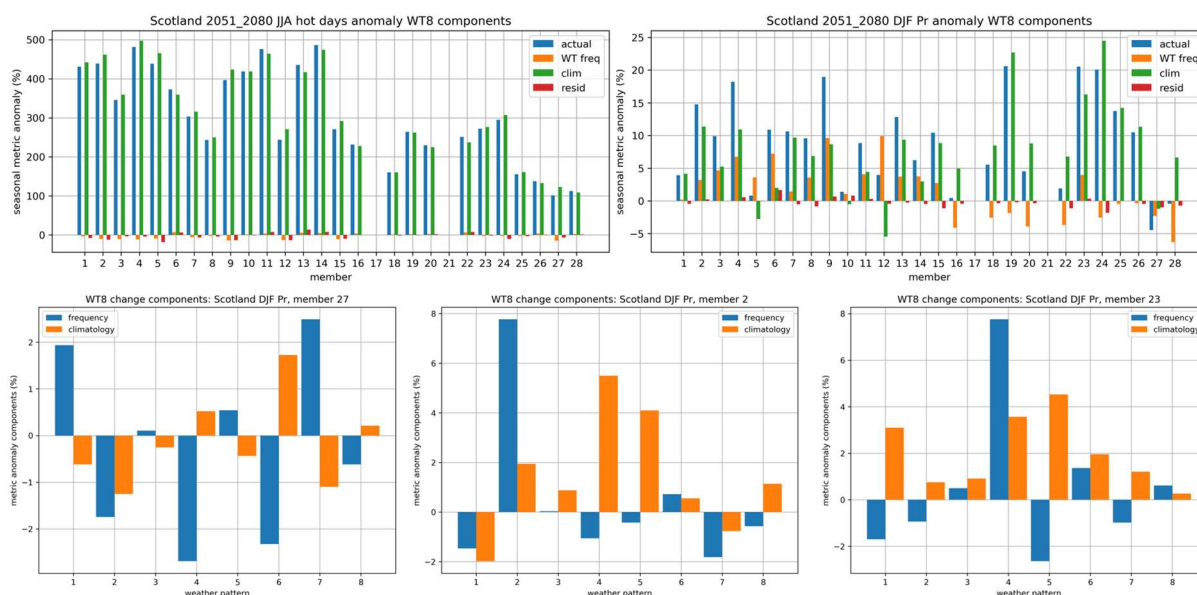 Scotland 2051_2080 JJA hot days anomaly WT8 components
seasonal metric anomaly (%)
500
400
300
200
100
0
actual
WT freq
clim
resid
1 2 3 4 5 6 7 8 9 10 11 12 13 14 15 16 17 18 19 20 21 22 23 24 25 26 27 28
member
Scotland 2051_2080 DJF Pr anomaly WT8 components
seasonal metric anomaly (%)
25
20
15
10
5
0
−5
actual
WT freq
clim
resid
1 2 3 4 5 6 7 8 9 10 11 12 13 14 15 16 17 18 19 20 21 22 23 24 25 26 27 28
member
WT8 change components: Scotland DJF Pr, member 27
metric anomaly components (%)
frequency
climatology
2
1
0
−1
−2
1 2 3 4 5 6 7 8
weather pattern
WT8 change components: Scotland DJF Pr, member 2
metric anomaly components (%)
frequency
climatology
8
6
4
2
0
−2
1 2 3 4 5 6 7 8
weather pattern
WT8 change components: Scotland DJF Pr, member 23
metric anomaly components (%)
frequency
climatology
8
6
4
2
0
−2
1 2 3 4 5 6 7 8
weather pattern